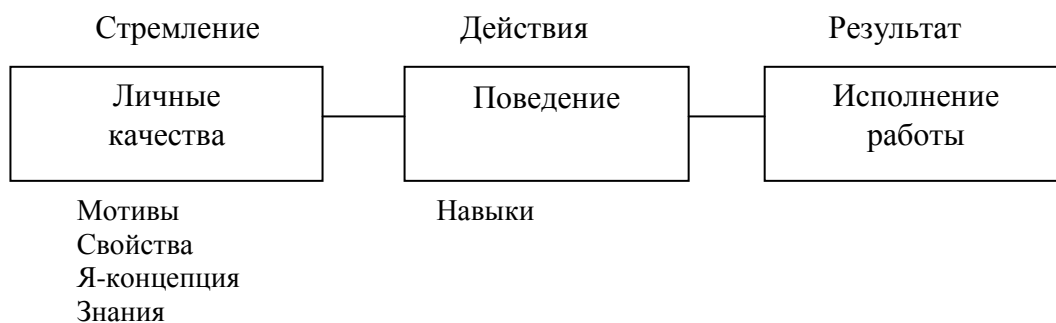 Стремление
Действия
Результат
Личные
качества
Поведение
Исполнение
работы
Мотивы
Свойства
Я-концепция
Знания
Навыки